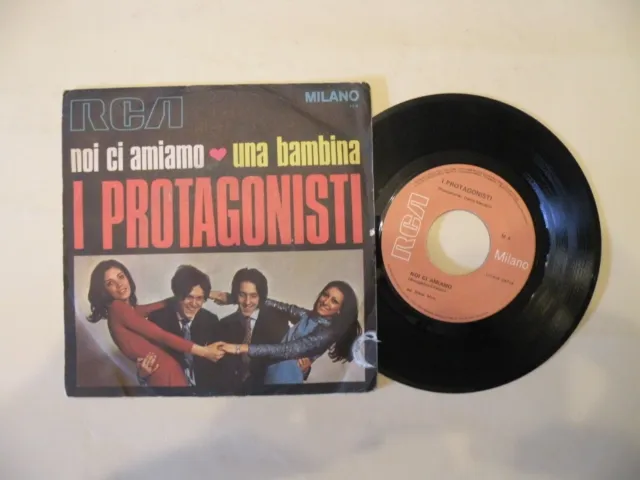 RCA
MILANO
noi ci amiamo ♥ una bambina
I PROTAGONISTI
I PROTAGONISTI
RCA
Milano
NOI CI AMIAMO